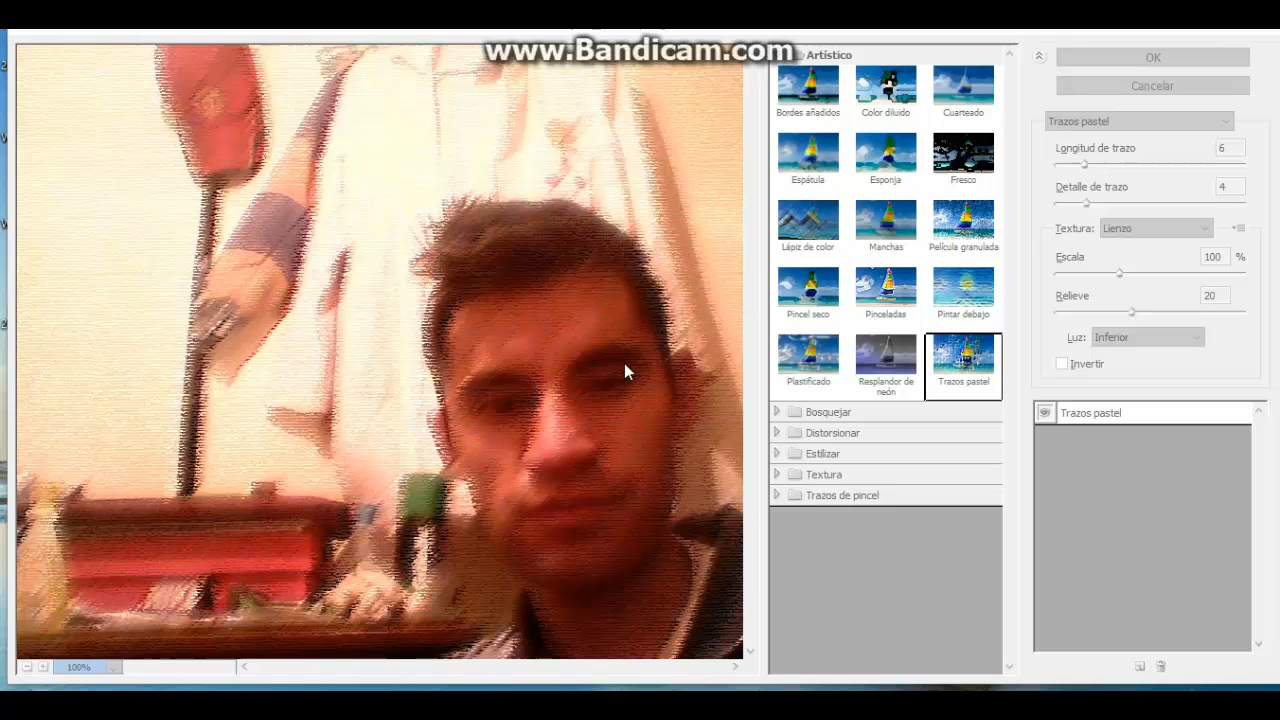 www.Bandicam.com
Artístico
Bordes añadidos
Color diluido
Cuarteado
Espátula
Esponja
Fresco
Lápiz de color
Manchas
Película granulada
Pincel seco
Pinceladas
Pintar debajo
Plastificado
Resplandor de
neón
Trazos pastel
Bosquejar
Distorsionar
Estilizar
Textura
Trazos de pincel
OK
Cancelar
Trazos pastel
Longitud de trazo 6
Detalle de trazo 4
Textura: Lienzo
Escala 100 %
Relieve 20
Luz: Inferior
Invertir
Trazos pastel
100%